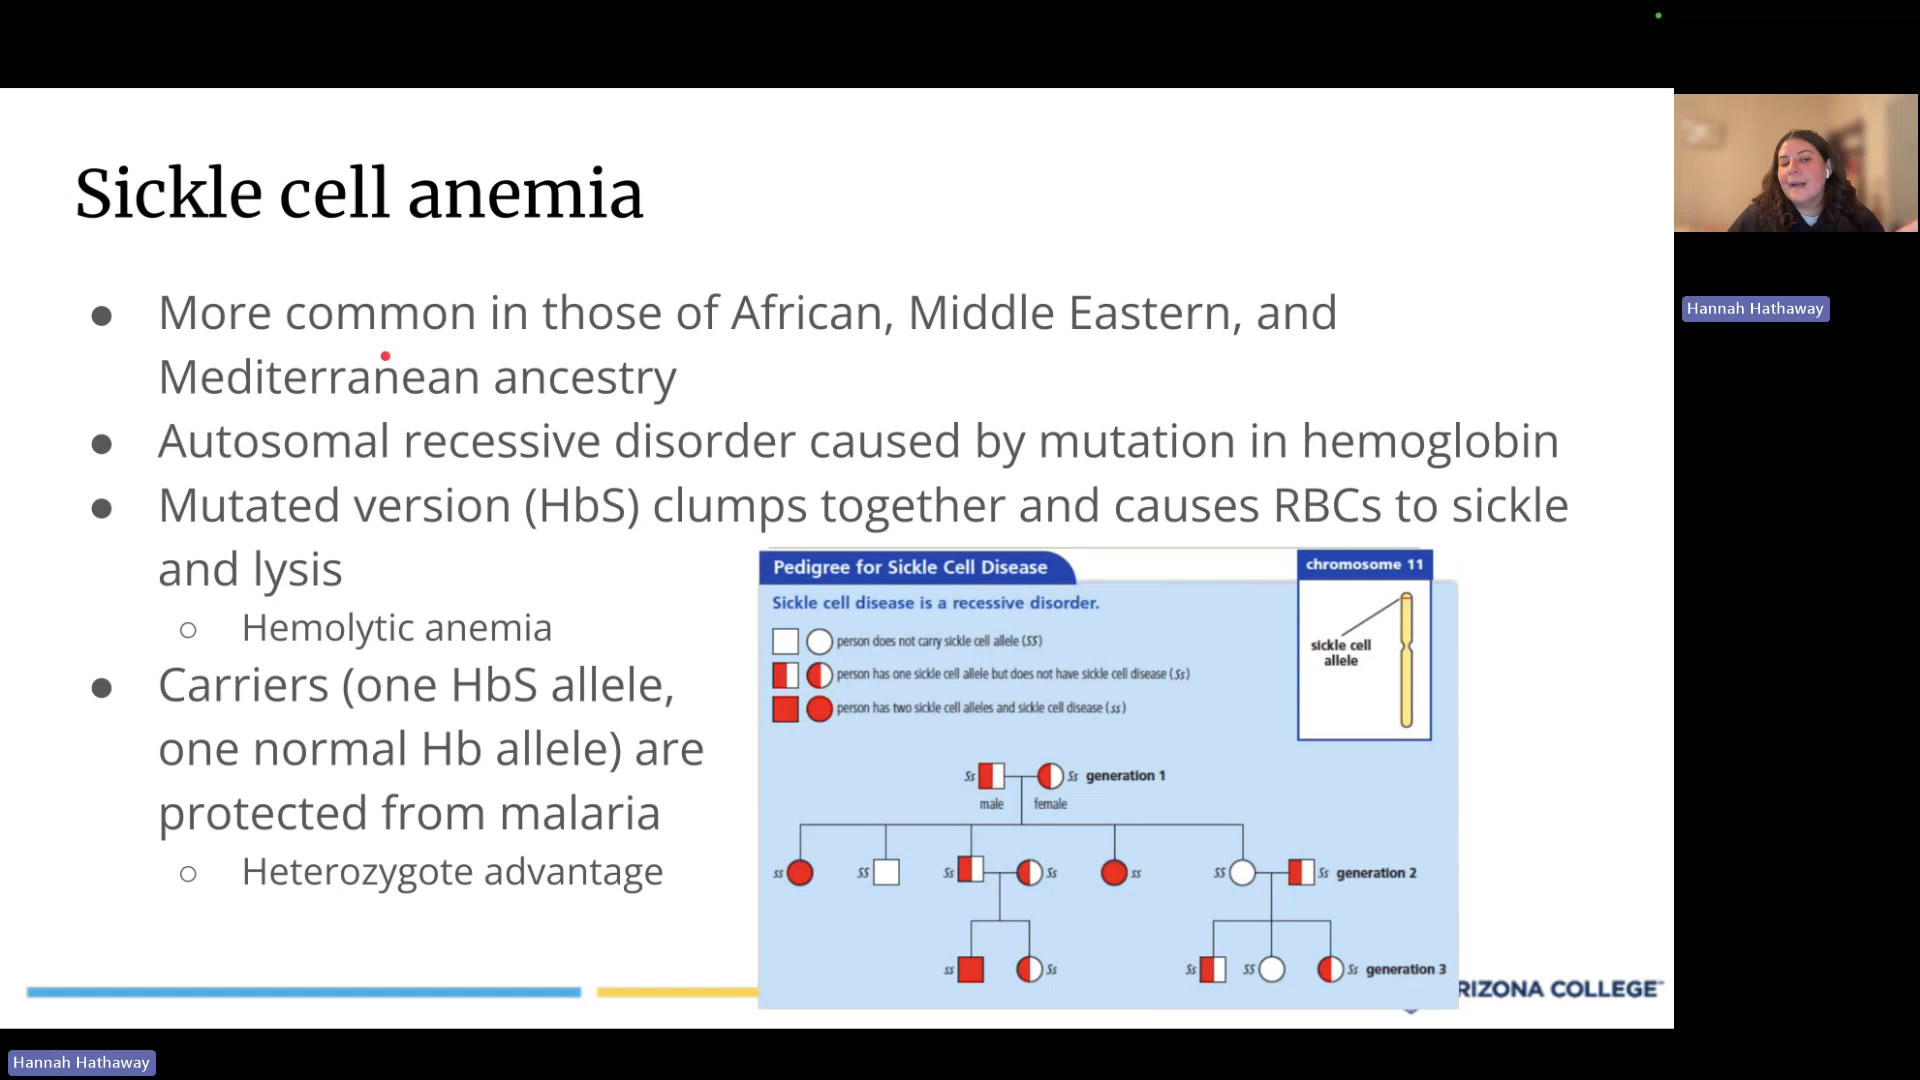 Sickle cell anemia
● More common in those of African, Middle Eastern, and
Mediterranean ancestry
● Autosomal recessive disorder caused by mutation in hemoglobin
● Mutated version (HbS) clumps together and causes RBCs to sickle
and lysis
○ Hemolytic anemia
● Carriers (one HbS allele,
one normal Hb allele) are
protected from malaria
○ Heterozygote advantage
Pedigree for Sickle Cell Disease
Sickle cell disease is a recessive disorder.
person does not carry sickle cell allele (SS)
person has one sickle cell allele but does not have sickle cell disease (Ss)
person has two sickle cell alleles and sickle cell disease (ss)
chromosome 11
sickle cell
allele
Ss Ss generation 1
male female
ss SS Ss Ss ss SS Ss generation 2
ss Ss Ss SS Ss generation 3
RIZONA COLLEGE
Hannah Hathaway
Hannah Hathaway